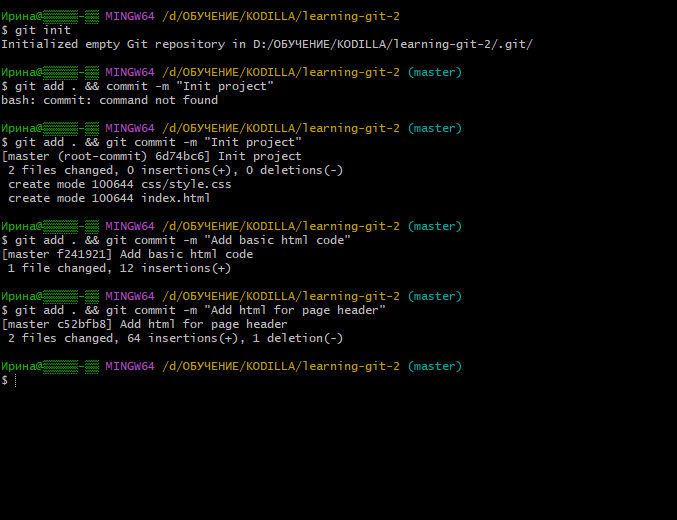 Ирина@▒▒▒▒▒-▒▒ MINGW64 /d/ОБУЧЕНИЕ/KODILLA/learning-git-2
$ git init
Initialized empty Git repository in D:/ОБУЧЕНИЕ/KODILLA/learning-git-2/.git/
Ирина@▒▒▒▒▒-▒▒ MINGW64 /d/ОБУЧЕНИЕ/KODILLA/learning-git-2 (master)
$ git add . && commit -m "Init project"
bash: commit: command not found
Ирина@▒▒▒▒▒-▒▒ MINGW64 /d/ОБУЧЕНИЕ/KODILLA/learning-git-2 (master)
$ git add . && git commit -m "Init project"
[master (root-commit) 6d74bc6] Init project
2 files changed, 0 insertions(+), 0 deletions(-)
create mode 100644 css/style.css
create mode 100644 index.html
Ирина@▒▒▒▒▒-▒▒ MINGW64 /d/ОБУЧЕНИЕ/KODILLA/learning-git-2 (master)
$ git add . && git commit -m "Add basic html code"
[master f241921] Add basic html code
1 file changed, 12 insertions(+)
Ирина@▒▒▒▒▒-▒▒ MINGW64 /d/ОБУЧЕНИЕ/KODILLA/learning-git-2 (master)
$ git add . && git commit -m "Add html for page header"
[master c52bfb8] Add html for page header
2 files changed, 64 insertions(+), 1 deletion(-)
Ирина@▒▒▒▒▒-▒▒ MINGW64 /d/ОБУЧЕНИЕ/KODILLA/learning-git-2 (master)
$